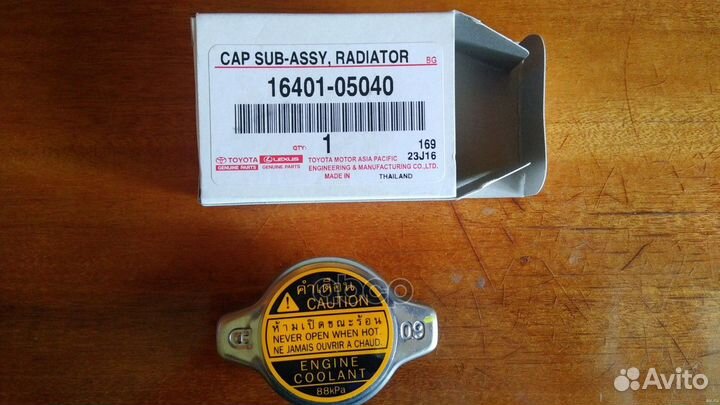 CAP SUB-ASSY, RADIATOR BG
16401-05040
QTY: 1 169
23J16
TOYOTA LEXUS TOYOTA MOTOR ASIA PACIFIC
GENUINE PARTS GENUINE PARTS ENGINEERING & MANUFACTURING CO.,LTD.
MADE IN THAILAND
คำเตือน
CAUTION
ห้ามเปิดขณะร้อน
NEVER OPEN WHEN HOT.
NE JAMAIS OUVRIR A CHAUD.
ENGINE
COOLANT
88kPa
09
Avito